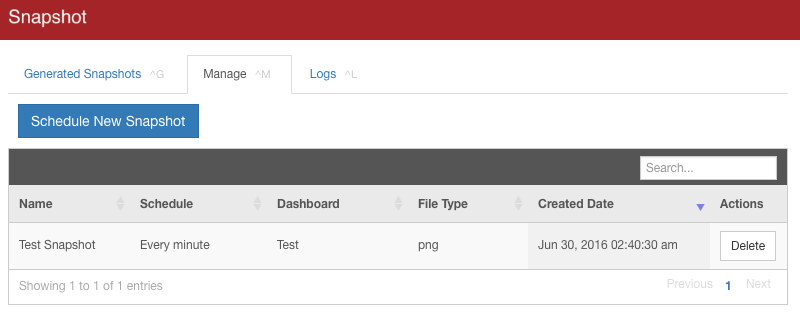 Snapshot
Generated Snapshots ^G Manage ^M Logs ^L
Schedule New Snapshot
Search...
Name Schedule Dashboard File Type Created Date Actions
Test Snapshot Every minute Test png Jun 30, 2016 02:40:30 am Delete
Showing 1 to 1 of 1 entries Previous 1 Next